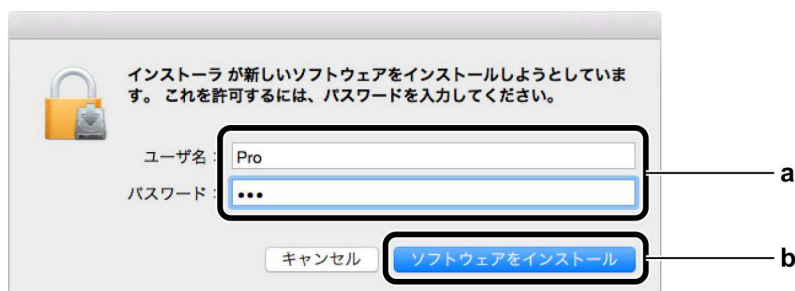 インストーラ が新しいソフトウェアをインストールしようとしていま
す。 これを許可するには、パスワードを入力してください。
ユーザ名： Pro
a
パスワード： •••
キャンセル ソフトウェアをインストール b